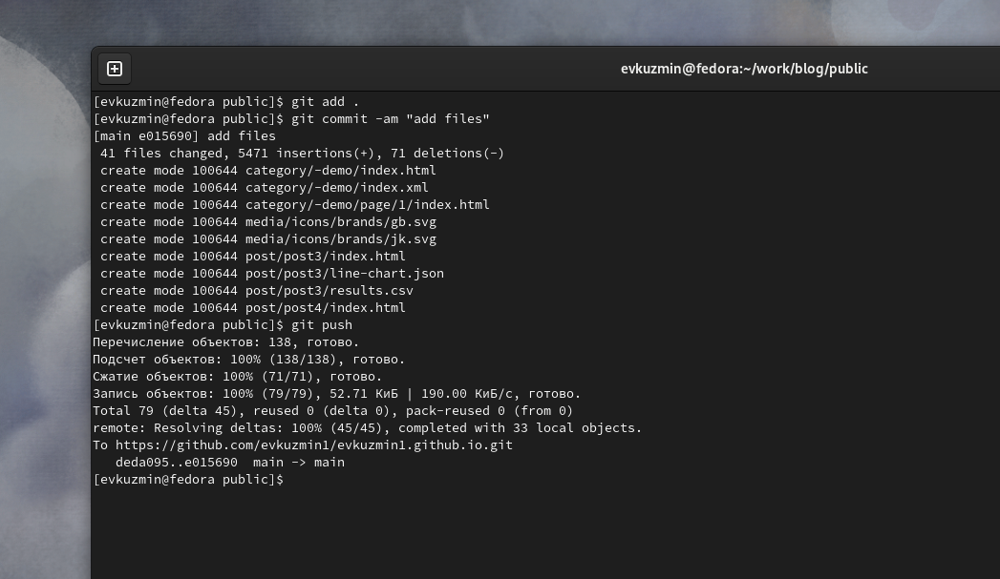 evkuzmin@fedora:~/work/blog/public
[evkuzmin@fedora public]$ git add .
[evkuzmin@fedora public]$ git commit -am "add files"
[main e015690] add files
41 files changed, 5471 insertions(+), 71 deletions(-)
create mode 100644 category/-demo/index.html
create mode 100644 category/-demo/index.xml
create mode 100644 category/-demo/page/1/index.html
create mode 100644 media/icons/brands/gb.svg
create mode 100644 media/icons/brands/jk.svg
create mode 100644 post/post3/index.html
create mode 100644 post/post3/line-chart.json
create mode 100644 post/post3/results.csv
create mode 100644 post/post4/index.html
[evkuzmin@fedora public]$ git push
Перечисление объектов: 138, готово.
Подсчет объектов: 100% (138/138), готово.
Сжатие объектов: 100% (71/71), готово.
Запись объектов: 100% (79/79), 52.71 КиБ | 190.00 КиБ/с, готово.
Total 79 (delta 45), reused 0 (delta 0), pack-reused 0 (from 0)
remote: Resolving deltas: 100% (45/45), completed with 33 local objects.
To https://github.com/evkuzmin1/evkuzmin1.github.io.git
deda095..e015690  main -> main
[evkuzmin@fedora public]$